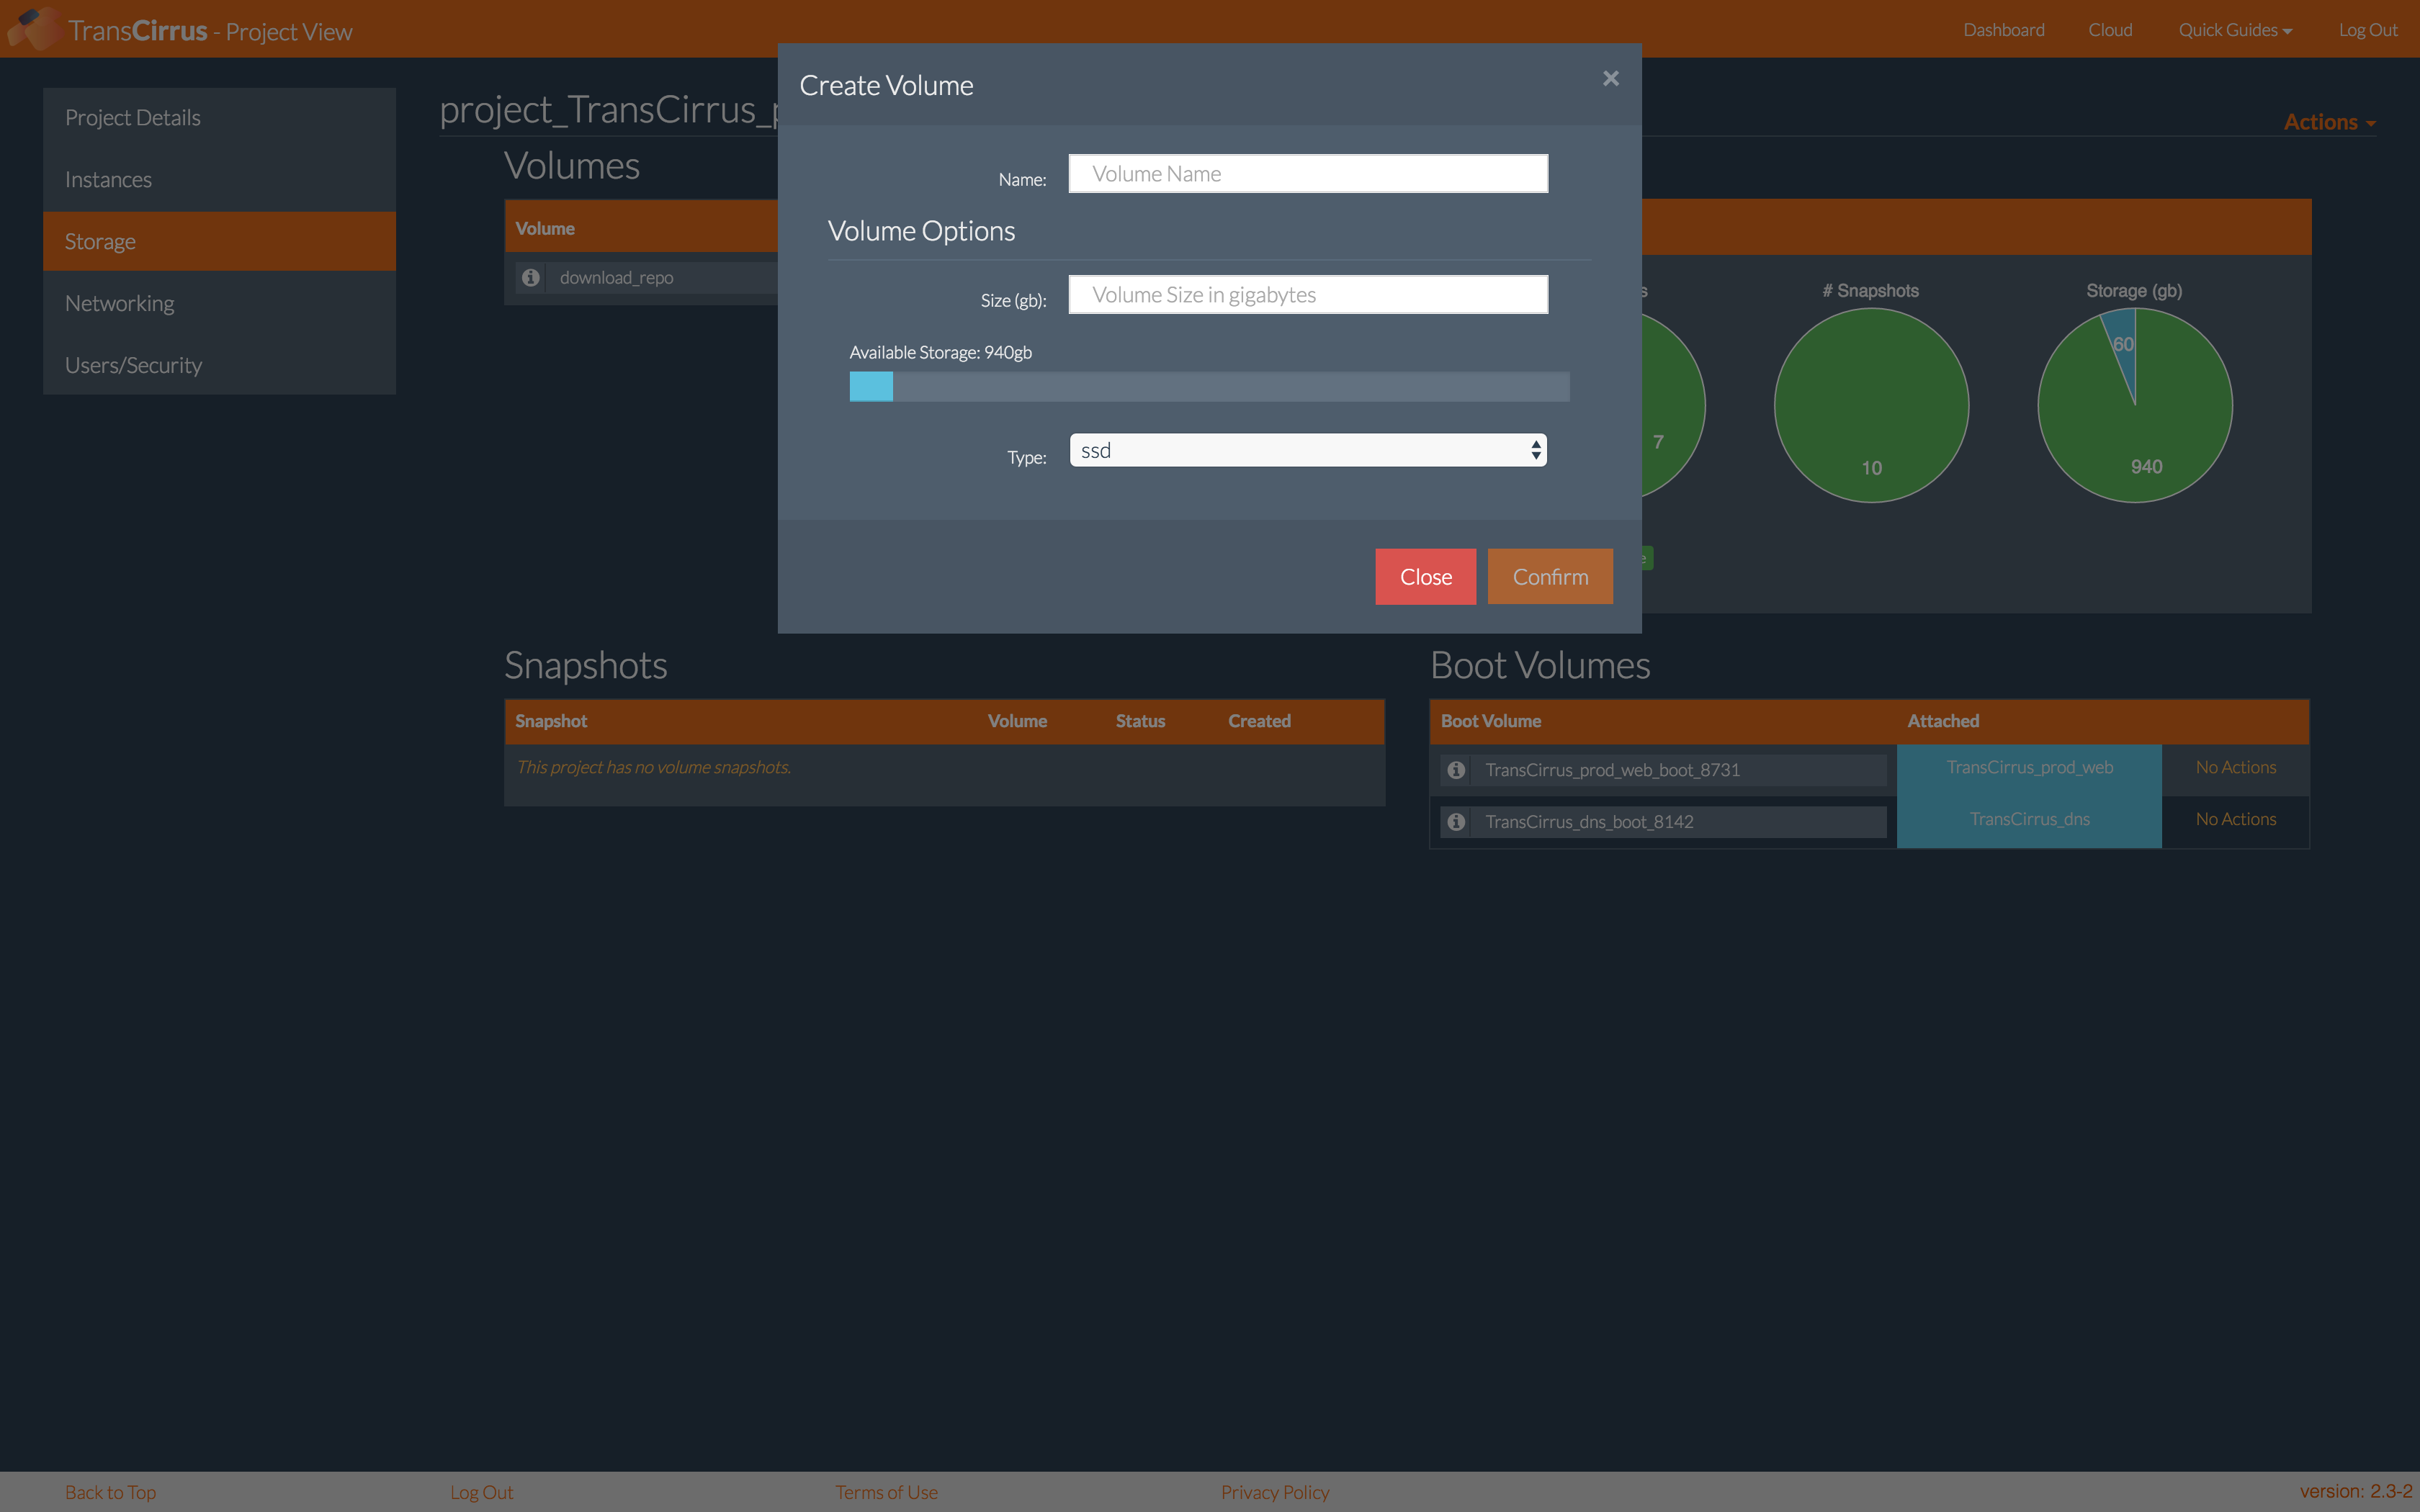 TransCirrus - Project View
Dashboard
Cloud
Quick Guides
Log Out
Project Details
Instances
Storage
Networking
Users/Security
project_TransCirrus_
Actions
Volumes
Volume
download_repo
Create Volume
×
Name:
Volume Name
Volume Options
Size (gb):
Volume Size in gigabytes
Available Storage: 940gb
Type:
ssd
Close
Confirm
s
# Snapshots
Storage (gb)
7
10
60
940
Snapshots
Snapshot Volume Status Created
This project has no volume snapshots.
Boot Volumes
Boot Volume Attached
TransCirrus_prod_web_boot_8731 TransCirrus_prod_web No Actions
TransCirrus_dns_boot_8142 TransCirrus_dns No Actions
Back to Top
Log Out
Terms of Use
Privacy Policy
version: 2.3-2